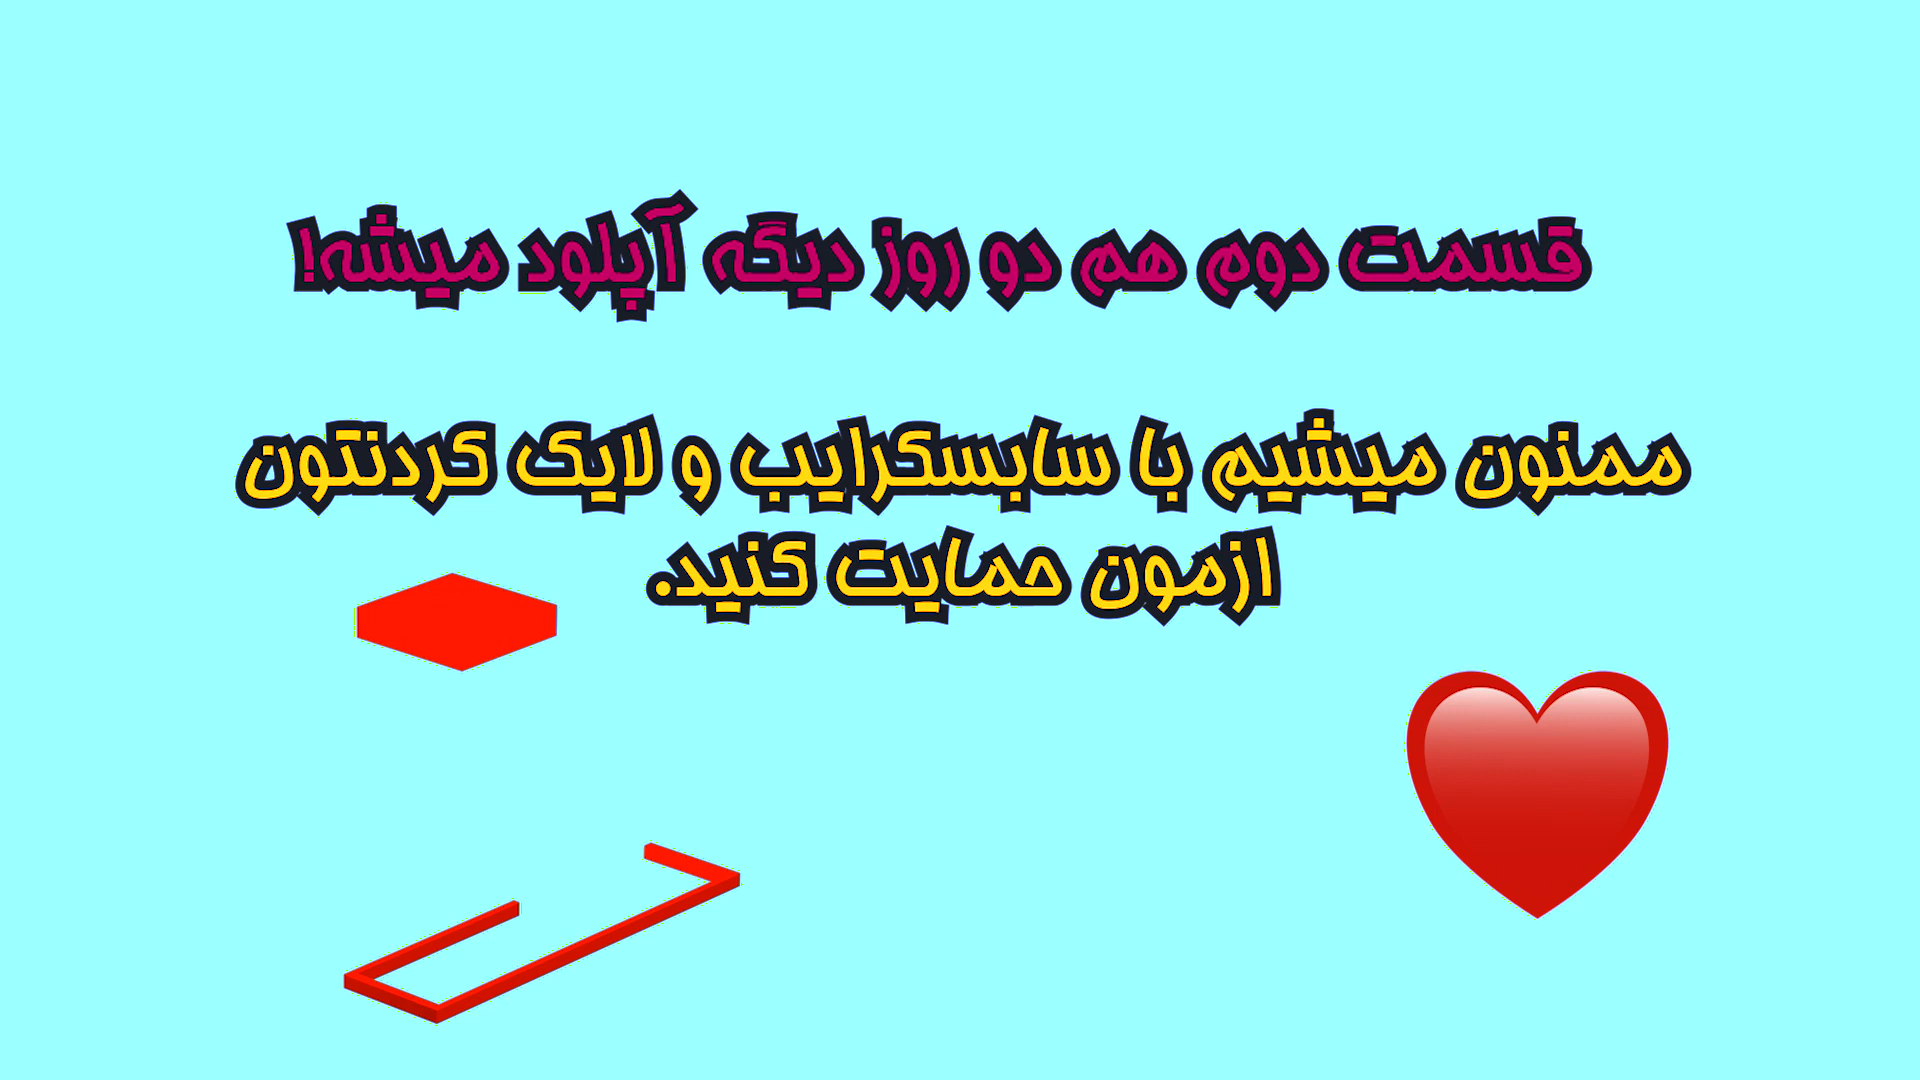 قسمت دوم هم دو روز دیگه آپلود میشه!
ممنون میشیم با سابسکرایب و لایک کردنتون
ازمون حمایت کنید.